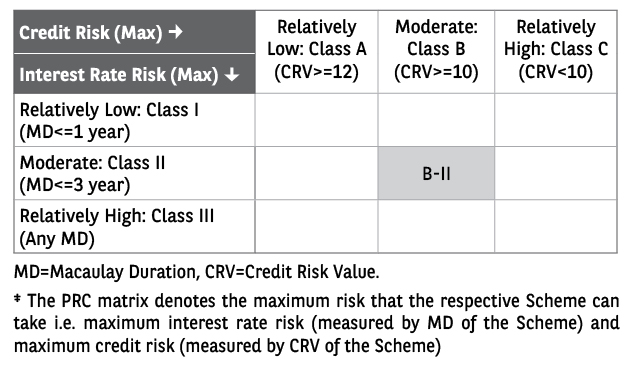 Credit Risk (Max) → Relatively Low: Class A (CRV>=12) Moderate: Class B (CRV>=10) Relatively High: Class C (CRV<10)
Interest Rate Risk (Max) ↓
Relatively Low: Class I
(MD<=1 year)
Moderate: Class II
(MD<=3 year) B-II
Relatively High: Class III
(Any MD)
MD=Macaulay Duration, CRV=Credit Risk Value.
‡ The PRC matrix denotes the maximum risk that the respective Scheme can
take i.e. maximum interest rate risk (measured by MD of the Scheme) and
maximum credit risk (measured by CRV of the Scheme)